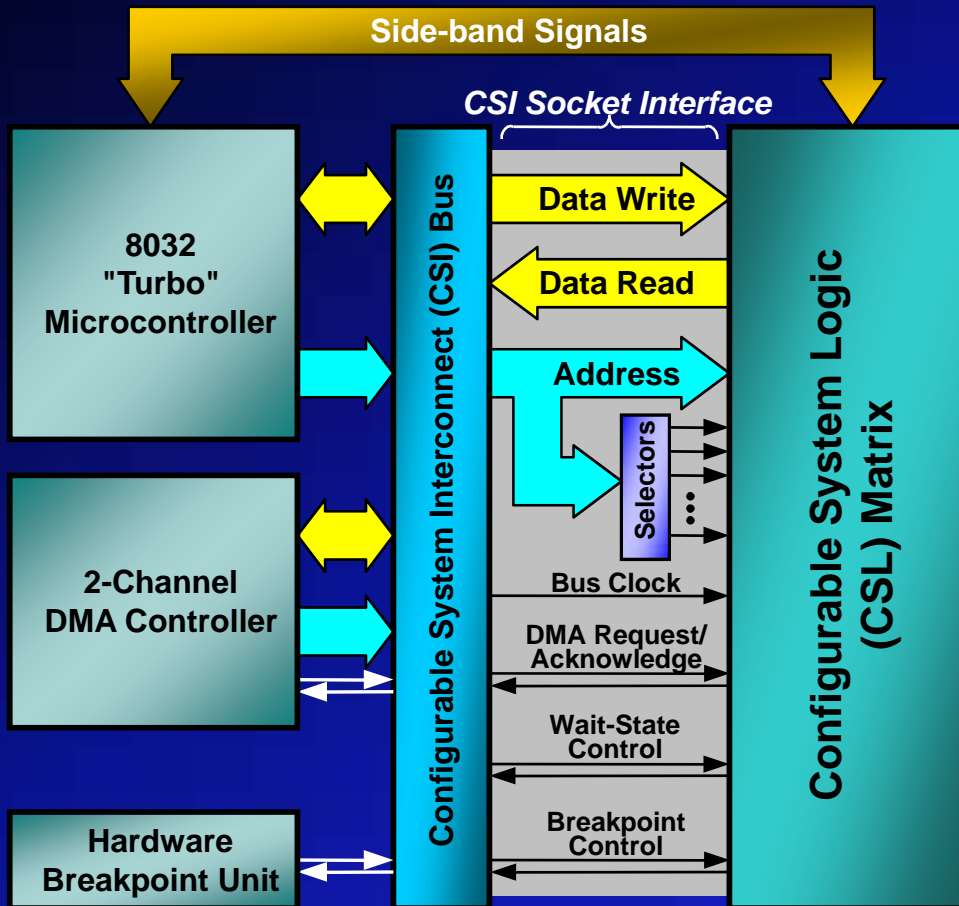 Side-band Signals
CSI Socket Interface
8032
"Turbo"
Microcontroller
2-Channel
DMA Controller
Hardware
Breakpoint Unit
Configurable System Interconnect (CSI) Bus
Data Write
Data Read
Address
Selectors
...
Bus Clock
DMA Request/
Acknowledge
Wait-State
Control
Breakpoint
Control
Configurable System Logic
(CSL) Matrix